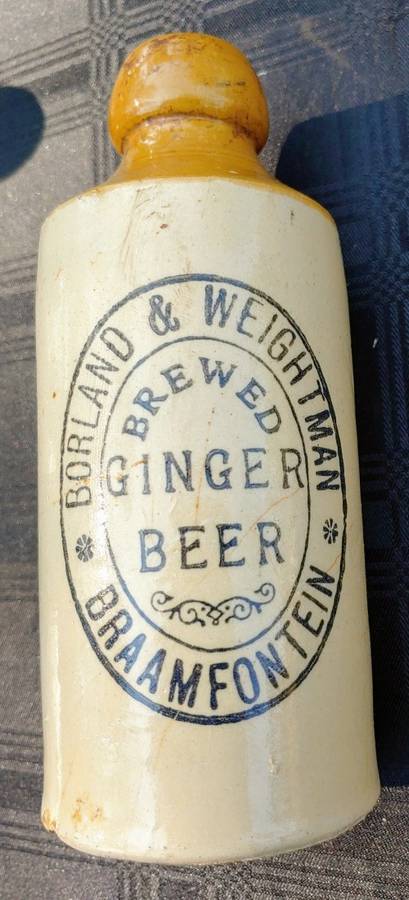 BORLAND & WEIGHTMAN
BREWED
GINGER
BEER
BRAAMFONTEIN